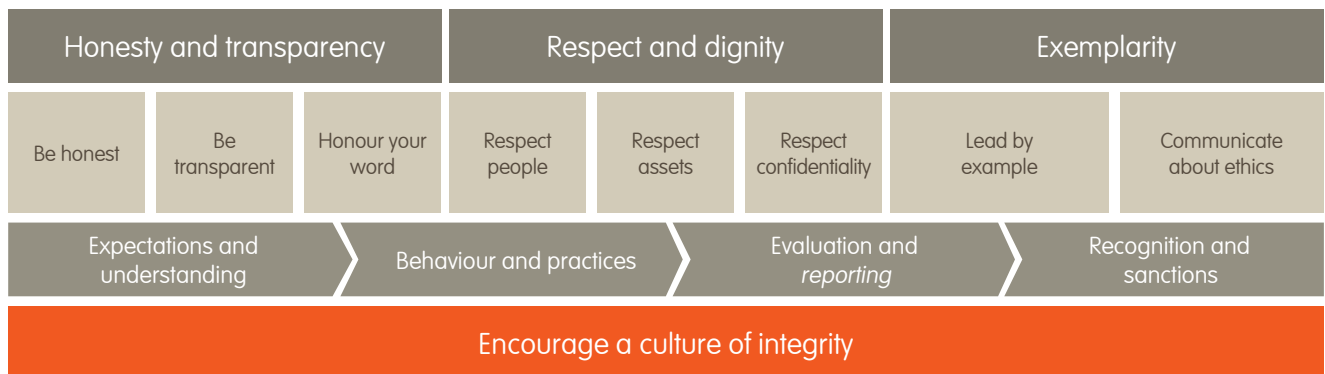 Honesty and transparency
Respect and dignity
Exemplarity
Be honest
Be
transparent
Honour your
word
Respect
people
Respect
assets
Respect
confidentiality
Lead by
example
Communicate
about ethics
Expectations and
understanding
Behaviour and practices
Evaluation and
reporting
Recognition and
sanctions
Encourage a culture of integrity